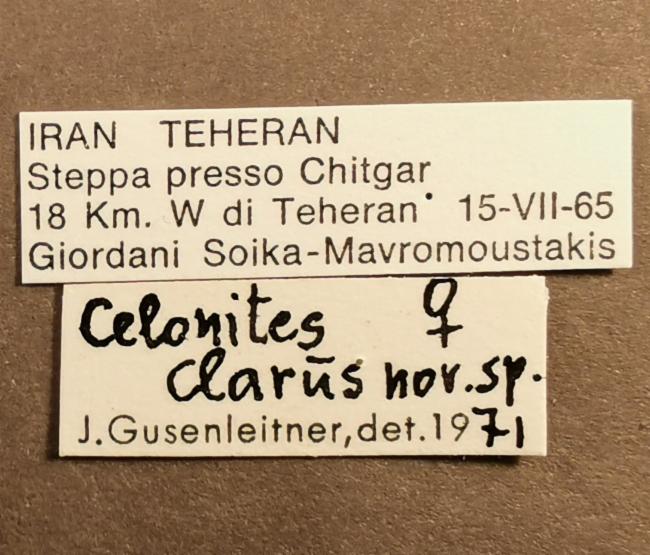 IRAN TEHERAN
Steppa presso Chitgar
18 Km. W di Teheran 15-VII-65
Giordani Soika-Mavromoustakis
Celonites ♀
clarūs nov. sp.
J. Gusenleitner, det. 1971